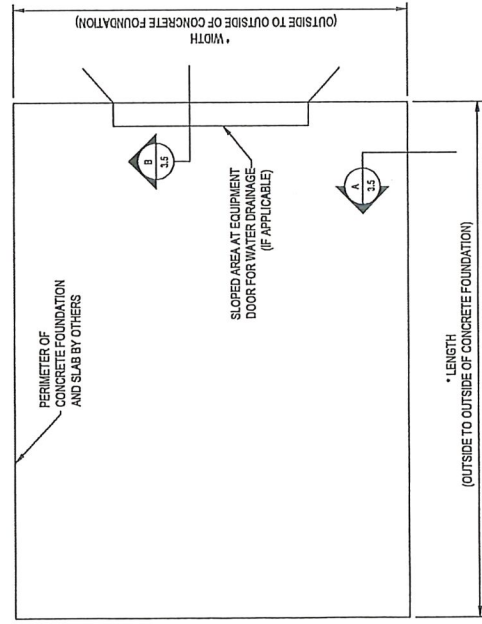 * WIDTH
(OUTSIDE TO OUTSIDE OF CONCRETE FOUNDATION)
PERIMETER OF
CONCRETE FOUNDATION
AND SLAB BY OTHERS
B
3.5
SLOPED AREA AT EQUIPMENT
DOOR FOR WATER DRAINAGE
(IF APPLICABLE)
A
3.5
* LENGTH
(OUTSIDE TO OUTSIDE OF CONCRETE FOUNDATION)